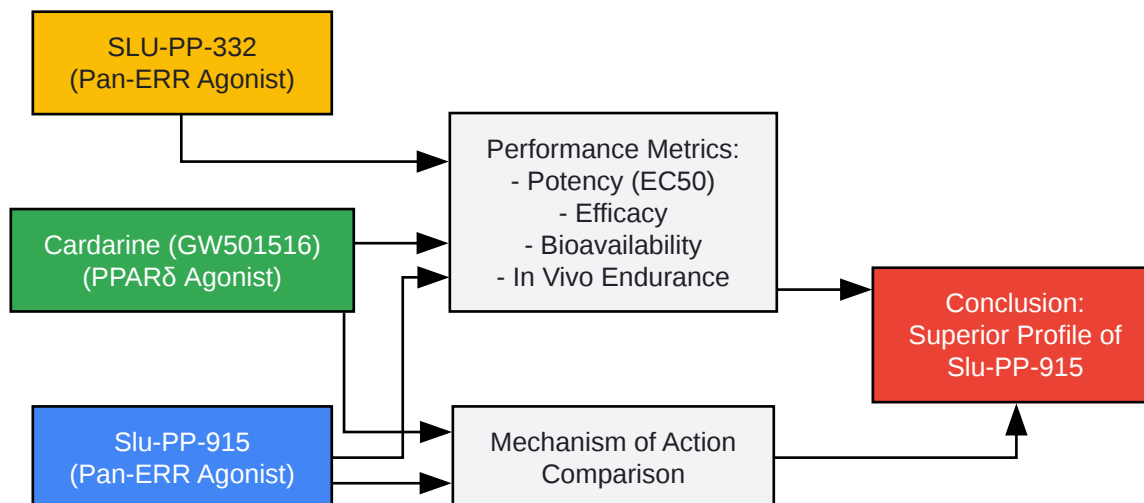 SLU-PP-332
(Pan-ERR Agonist)
Performance Metrics:
- Potency (EC50)
- Efficacy
- Bioavailability
- In Vivo Endurance
Cardarine (GW501516)
(PPARδ Agonist)
Conclusion:
Superior Profile of
Slu-PP-915
Slu-PP-915
(Pan-ERR Agonist)
Mechanism of Action
Comparison